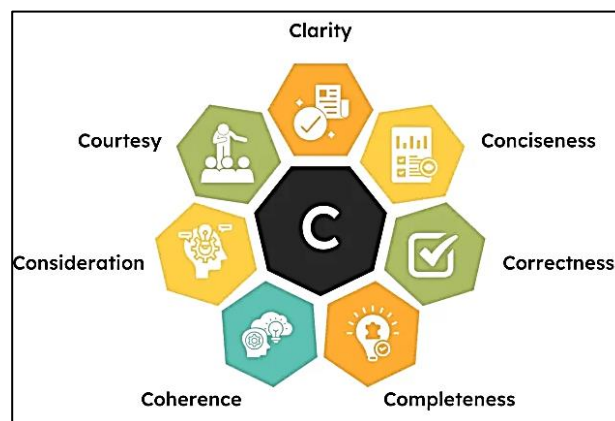 Clarity
Courtesy
Conciseness
C
Consideration
Correctness
Coherence
Completeness